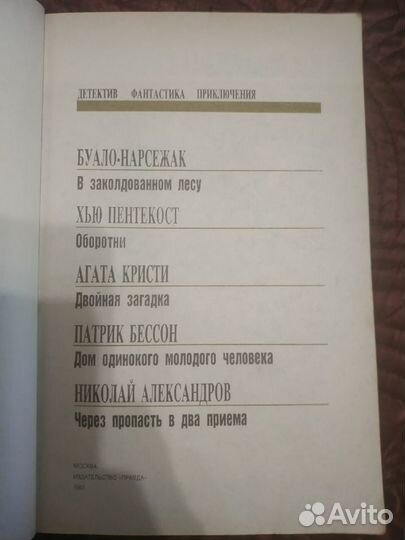 ДЕТЕКТИВ ФАНТАСТИКА ПРИКЛЮЧЕНИЯ
БУАЛО-НАРСЕЖАК
В заколдованном лесу
ХЬЮ ПЕНТЕКОСТ
Оборотни
АГАТА КРИСТИ
Двойная загадка
ПАТРИК БЕССОН
Дом одинокого молодого человека
НИКОЛАЙ АЛЕКСАНДРОВ
Через пропасть в два приема
МОСКВА
ИЗДАТЕЛЬСТВО «ПРАВДА»
Avito